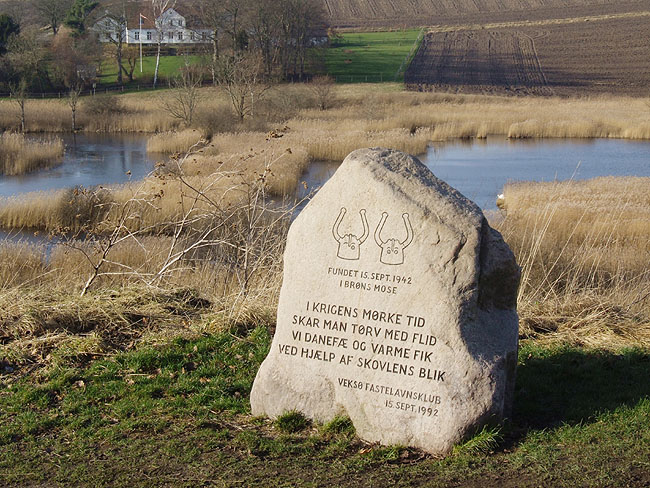 FUNDET 15. SEPT. 1942
I BRØNS MOSE
I KRIGENS MØRKE TID
SKAR MAN TØRV MED FLID
VI DANEFÆ OG VARME FIK
VED HJÆLP AF SKOVLENS BLIK
VEKSØ FASTELAVNSKLUB
15. SEPT. 1992